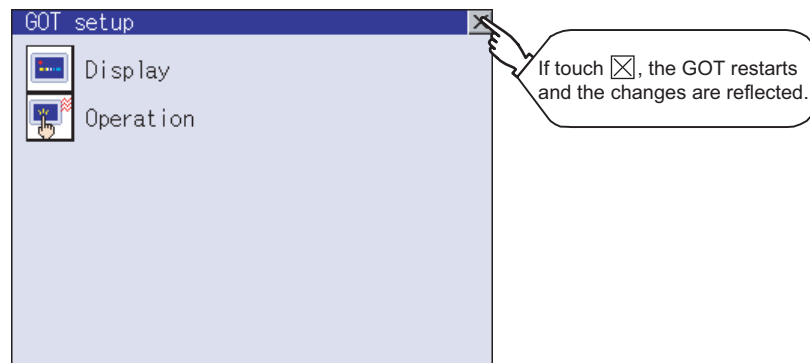 GOT setup
Display
Operation
If touch ☒, the GOT restarts
and the changes are reflected.